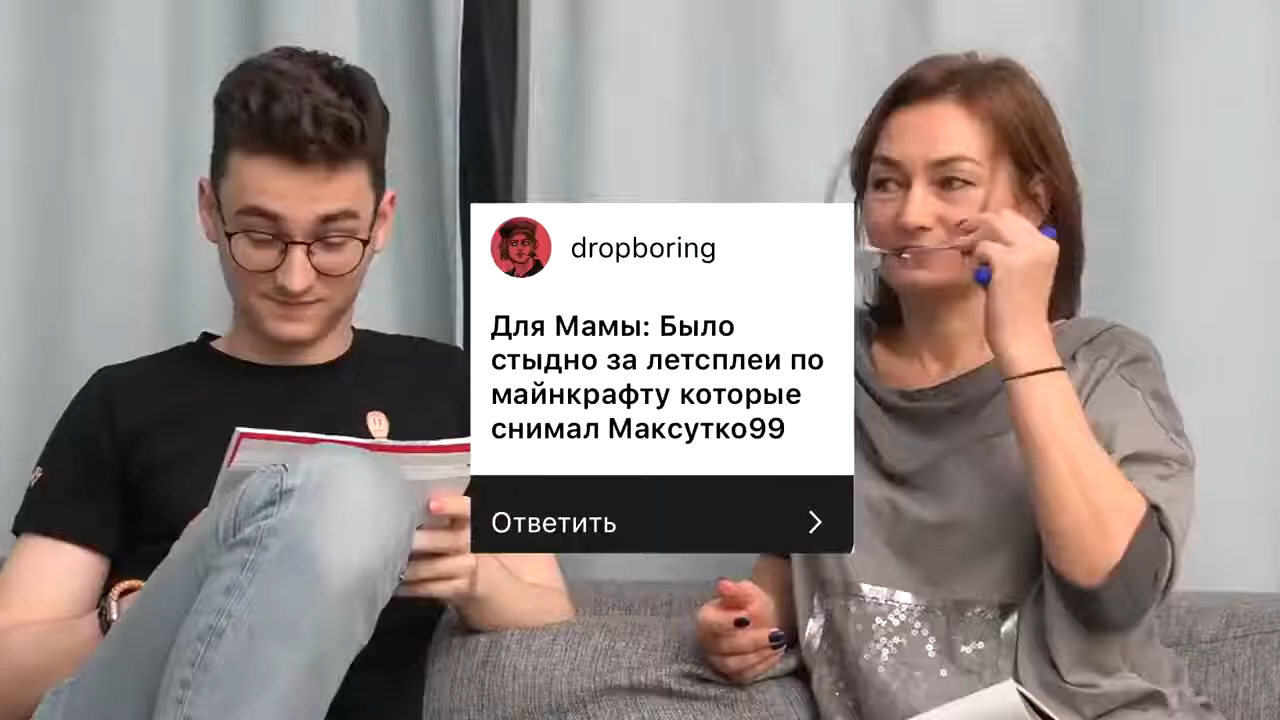 dropboring
Для Мамы: Было
стыдно за летсплеи по
майнкрафту которые
снимал Максутко99
Ответить